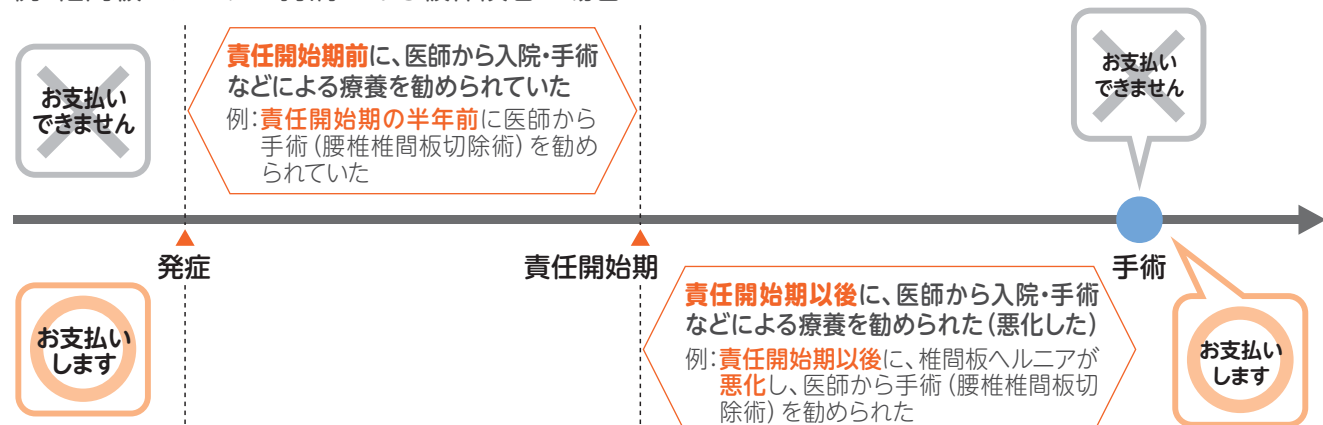 お支払い
できません
責任開始期前に、医師から入院・手術
などによる療養を勧められていた
例:責任開始期の半年前に医師から
手術(腰椎椎間板切除術)を勧め
られていた
お支払い
できません
発症
責任開始期
手術
お支払い
します
責任開始期以後に、医師から入院・手術
などによる療養を勧められた(悪化した)
例:責任開始期以後に、椎間板ヘルニアが
悪化し、医師から手術(腰椎椎間板切
除術)を勧められた
お支払い
します